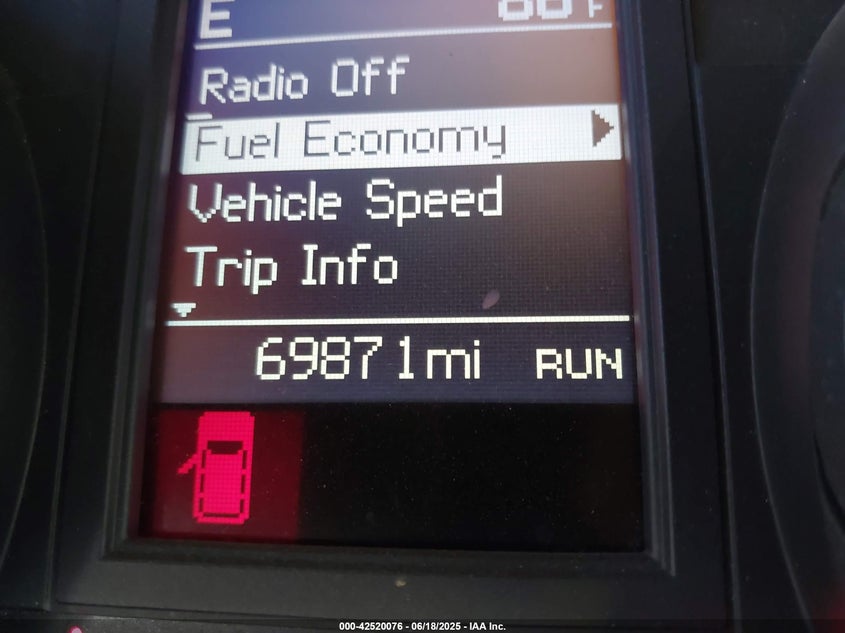 E
Radio Off
Fuel Economy
Vehicle Speed
Trip Info
69871mi RUN
000-42520076 - 06/18/2025 - IAA Inc.